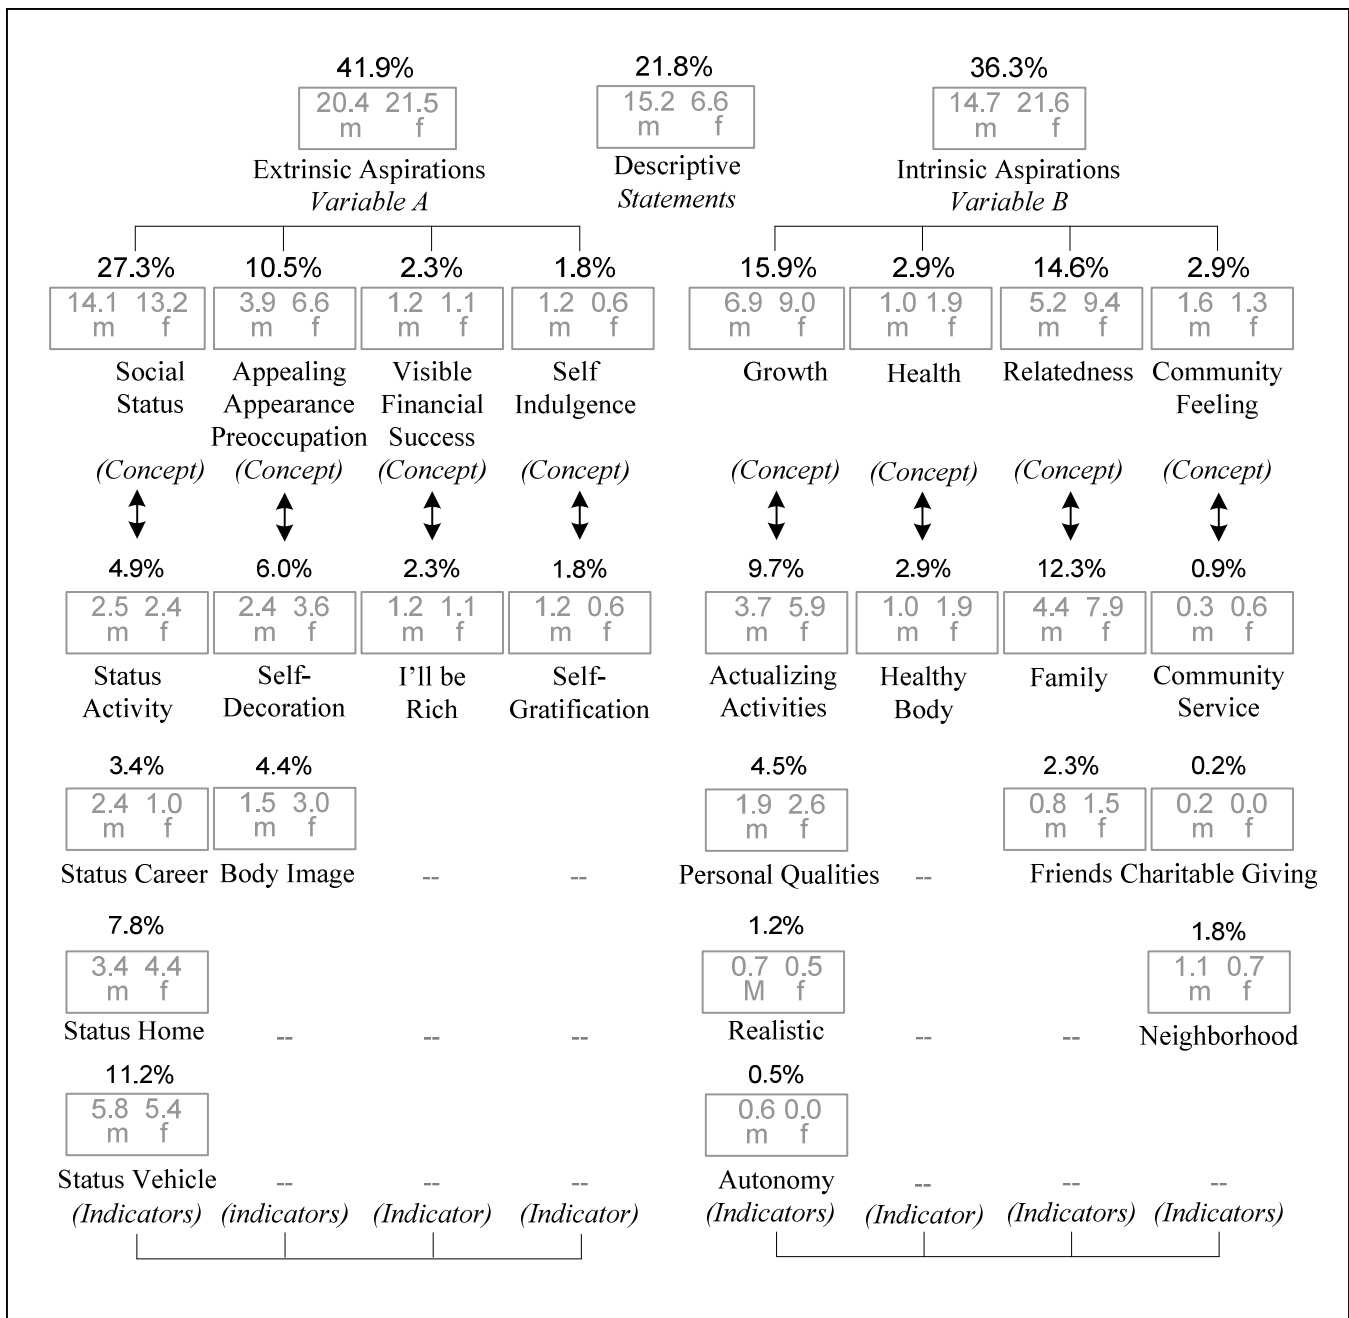 41.9% 21.8% 36.3%
20.4 21.5 15.2 6.6 14.7 21.6
m f m f m f
Extrinsic Aspirations Descriptive Intrinsic Aspirations
Variable A Statements Variable B
27.3% 10.5% 2.3% 1.8% 15.9% 2.9% 14.6% 2.9%
14.1 13.2 3.9 6.6 1.2 1.1 1.2 0.6 6.9 9.0 1.0 1.9 5.2 9.4 1.6 1.3
m f m f m f m f m f m f m f m f
Social Appealing Visible Self Growth Health Relatedness Community
Status Appearance Financial Indulgence Feeling
Preoccupation Success
(Concept) (Concept) (Concept) (Concept) (Concept) (Concept) (Concept) (Concept)
4.9% 6.0% 2.3% 1.8% 9.7% 2.9% 12.3% 0.9%
2.5 2.4 2.4 3.6 1.2 1.1 1.2 0.6 3.7 5.9 1.0 1.9 4.4 7.9 0.3 0.6
m f m f m f m f m f m f m f m f
Status Self- I'll be Self- Actualizing Healthy Family Community
Activity Decoration Rich Gratification Activities Body Service
3.4% 4.4% 4.5% 2.3% 0.2%
2.4 1.0 1.5 3.0 1.9 2.6 0.8 1.5 0.2 0.0
m f m f m f m f m f
Status Career Body Image -- -- Personal Qualities -- Friends Charitable Giving
7.8% 1.2% 1.8%
3.4 4.4 0.7 0.5 1.1 0.7
m f M f m f
Status Home -- -- -- Realistic -- -- Neighborhood
11.2% 0.5%
5.8 5.4 0.6 0.0
m f m f
Status Vehicle -- -- -- Autonomy -- -- --
(Indicators) (indicators) (Indicator) (Indicator) (Indicators) (Indicator) (Indicators) (Indicators)